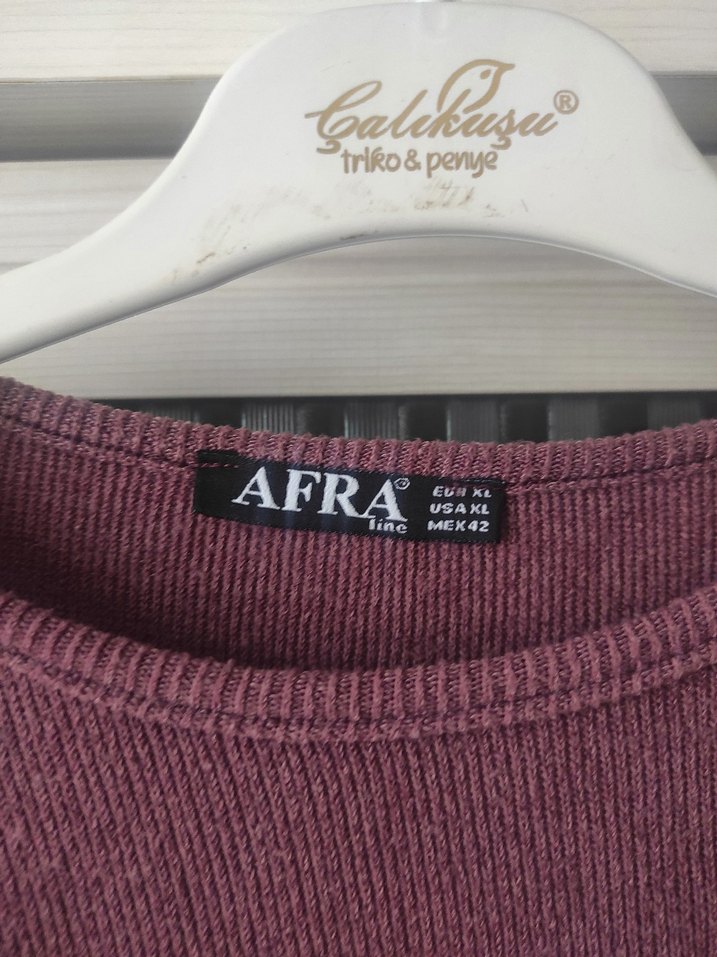 Çalıkuşu®
triko & penye
AFRA®
line
EUR XL
USA XL
MEX 42